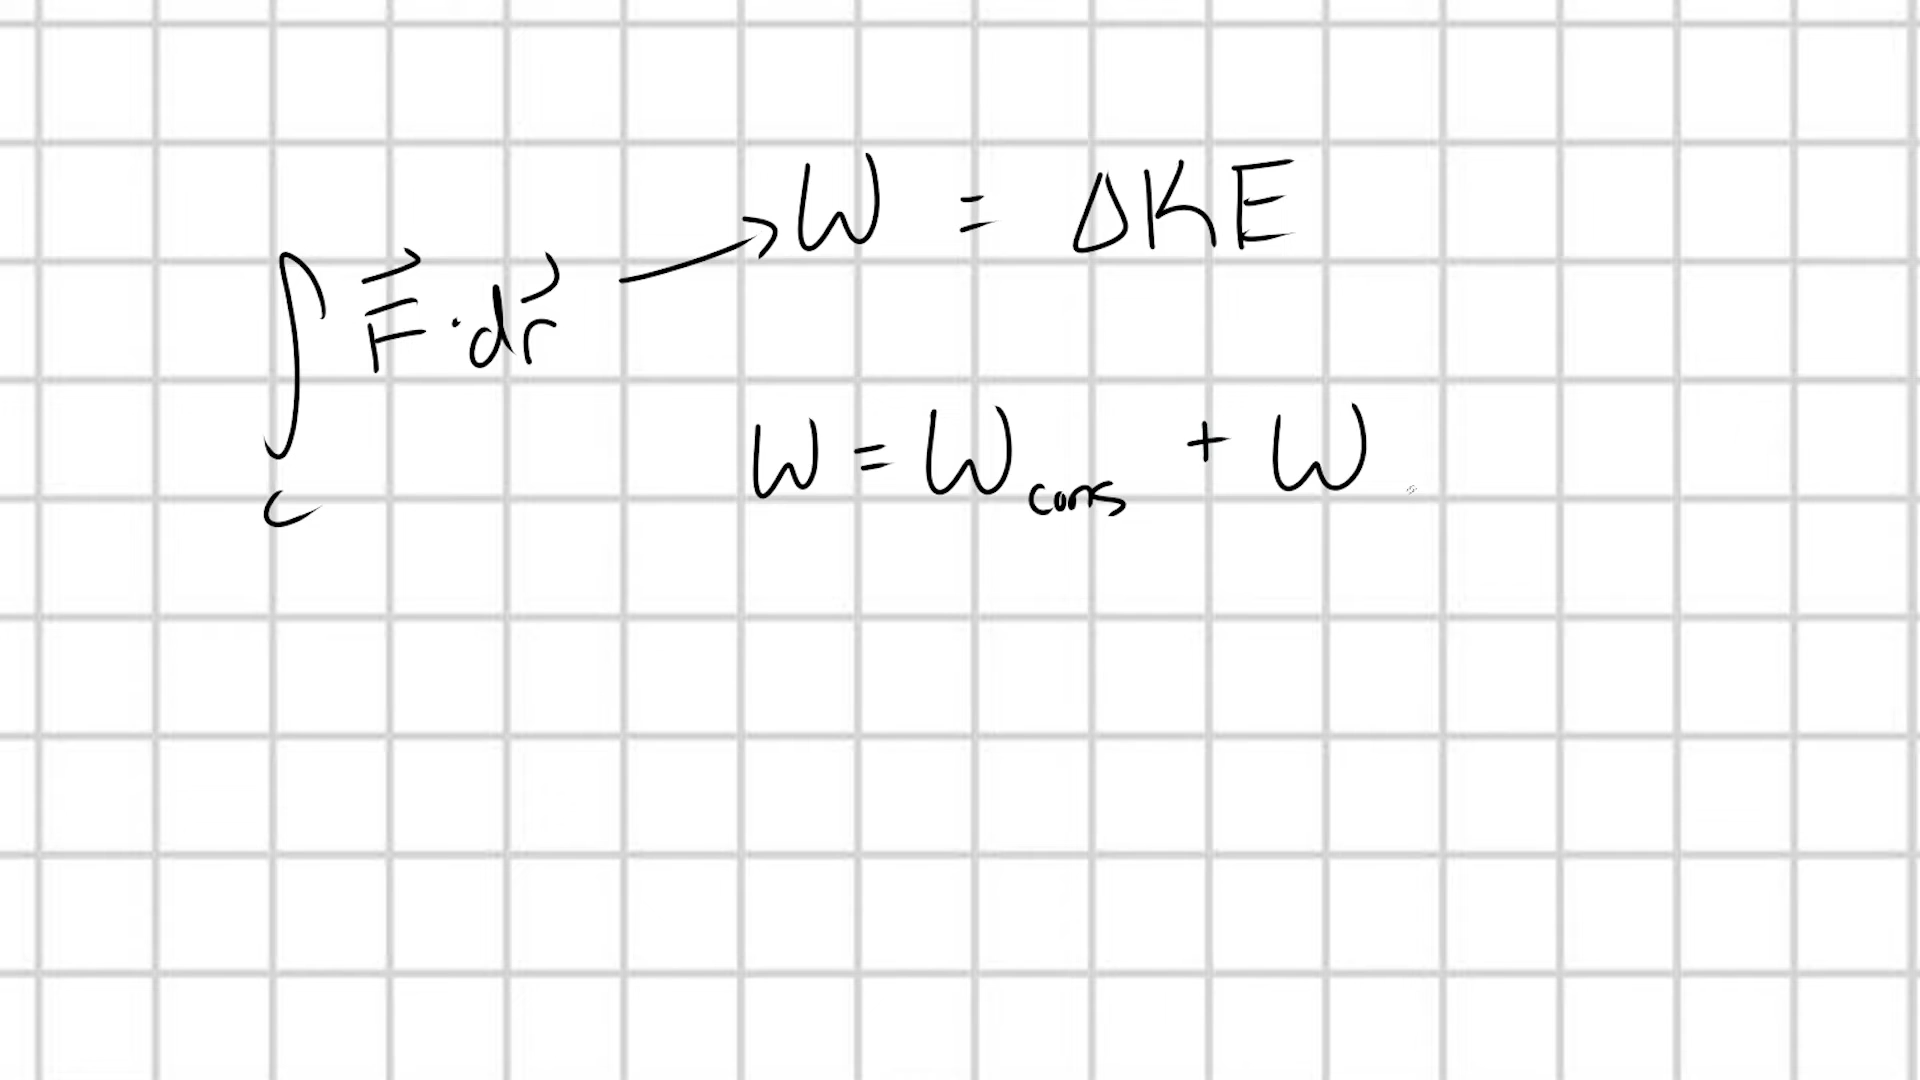 W = ΔKE
∫_C F⃗ · dr⃗ →
W = W_cons + W